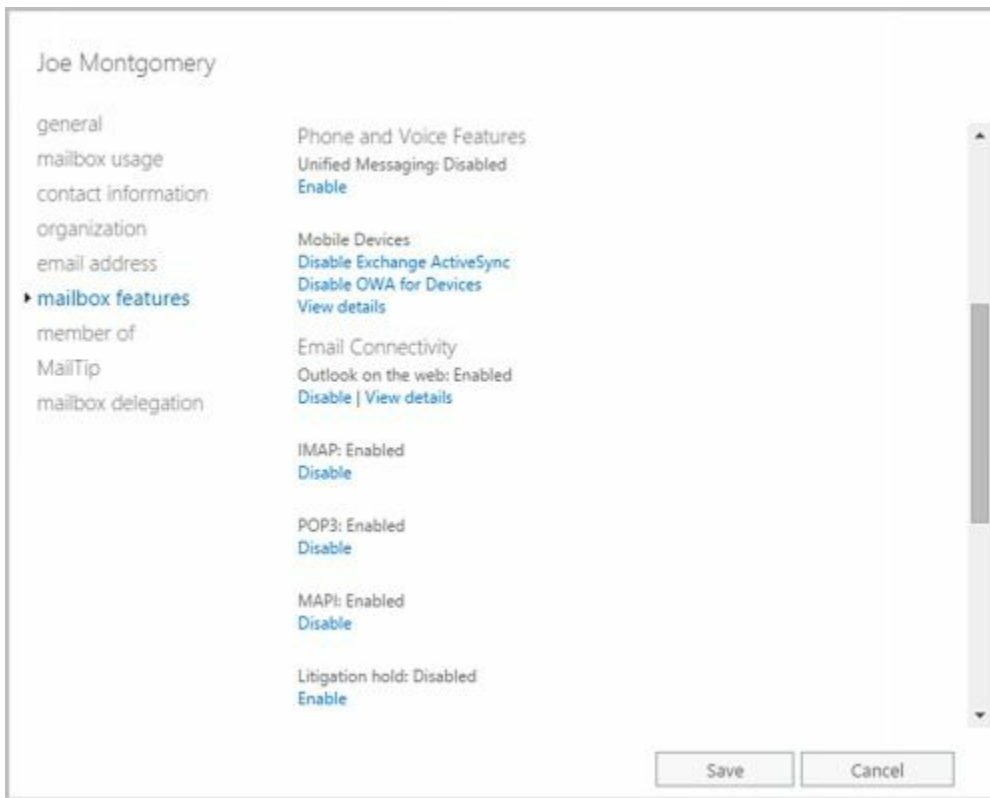 Joe Montgomery
general
mailbox usage
contact information
organization
email address
mailbox features
member of
MailTip
mailbox delegation
Phone and Voice Features
Unified Messaging: Disabled
Enable
Mobile Devices
Disable Exchange ActiveSync
Disable OWA for Devices
View details
Email Connectivity
Outlook on the web: Enabled
Disable | View details
IMAP: Enabled
Disable
POP3: Enabled
Disable
MAPI: Enabled
Disable
Litigation hold: Disabled
Enable
Save
Cancel